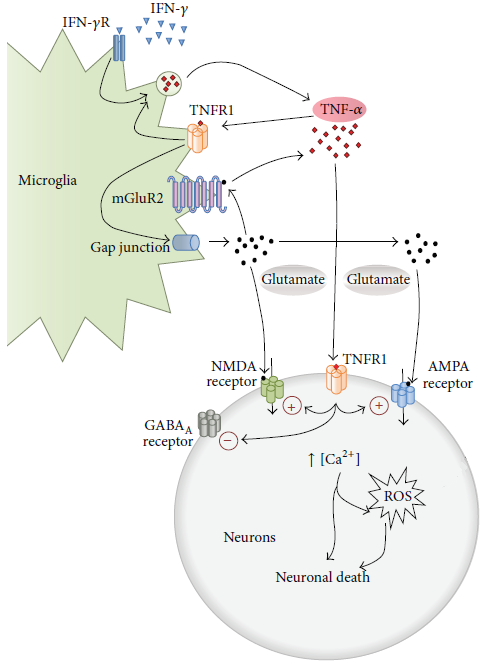 IFN-γ
IFN-γR
TNFR1
TNF-α
Microglia
mGluR2
Gap junction
Glutamate
Glutamate
NMDA
receptor
TNFR1
AMPA
receptor
+
+
GABA_A
receptor
−
↑ [Ca²⁺]
ROS
Neurons
Neuronal death